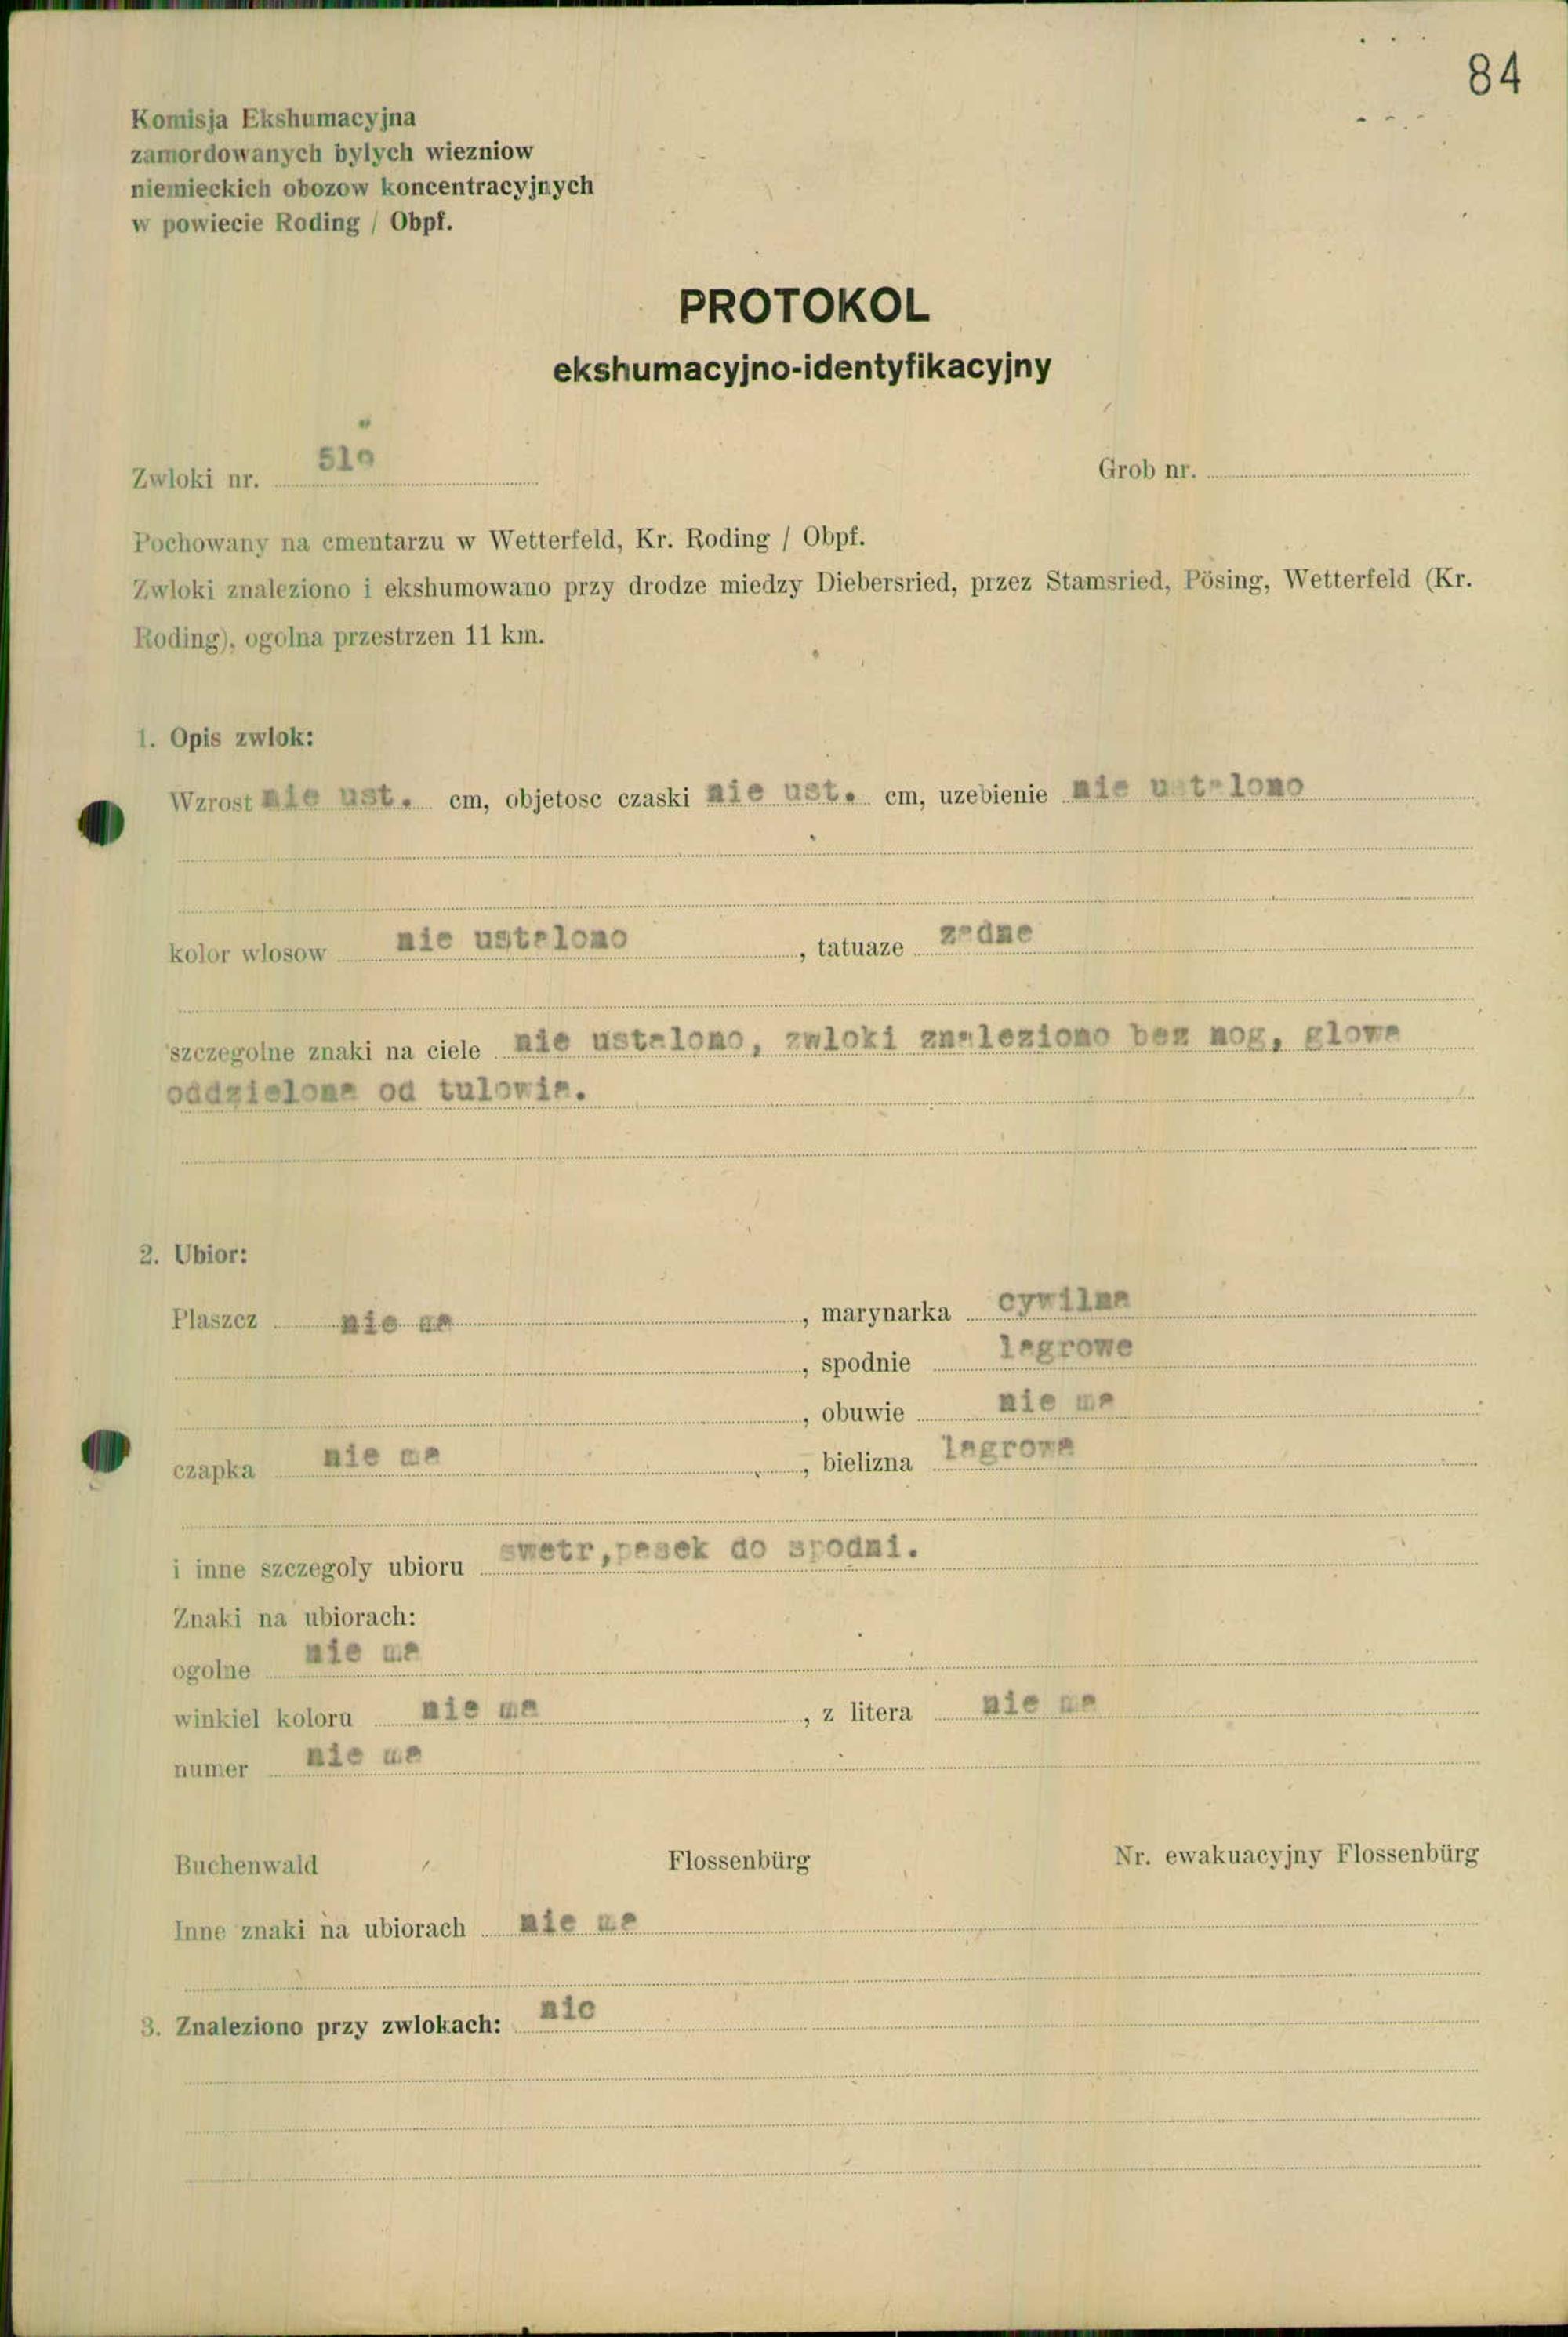 84
Komisja Ekshumacyjna
zamordowanych bylych wiezniow
niemieckich obozow koncentracyjnych
w powiecie Roding / Obpf.
PROTOKOL
ekshumacyjno-identyfikacyjny
Zwloki nr. Grob nr.
Pochowany na cmentarzu w Wetterfeld, Kr. Roding / Obpf.
Zwloki znaleziono i ekshumowano przy drodze miedzy Diebersried, przez Stamsried, Pösing, Wetterfeld (Kr.
Roding), ogolna przestrzen 11 km.
1. Opis zwlok:
Wzrost nie ust. cm, objetosc czaski nie ust. cm, uzebienie nie ustalono
kolor wlosow nie ustalono, tatuaze zadne
szczegolne znaki na ciele nie ustalono, zwloki znaleziono bez nog, glowa
oddzielona od tulowia.
2. Ubior:
Plaszcz nie ma, marynarka cywilna
, spodnie lagrowe
, obuwie nie ma
czapka nie ma, bielizna lagrowa
i inne szczegoly ubioru swetr,pasek do spodni.
Znaki na ubiorach:
ogolne nie ma
winkiel koloru nie ma, z litera nie ma
numer nie ma
Buchenwald Flossenbürg Nr. ewakuacyjny Flossenbürg
Inne znaki na ubiorach nie ma
3. Znaleziono przy zwlokach: nic